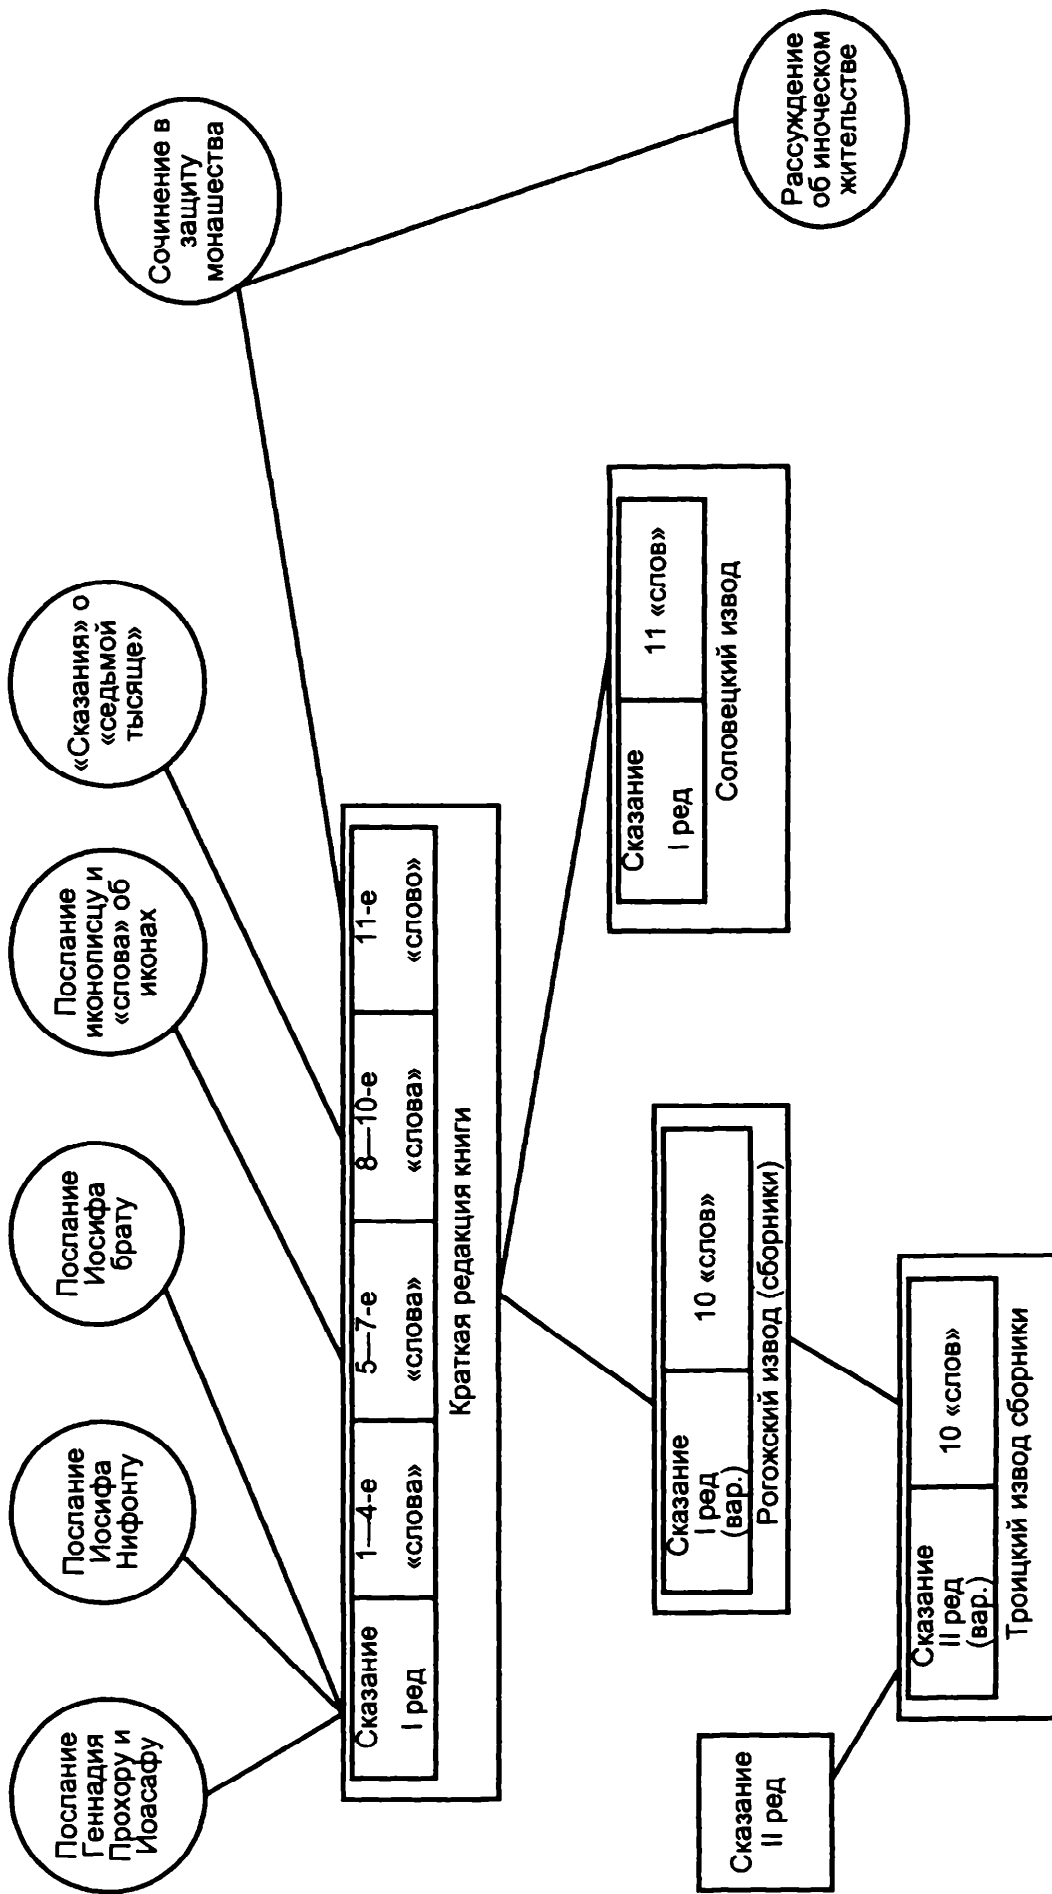 Послание
Геннадия
Прохору и
Иоасафу
Послание
Иосифа
Нифонту
Послание
Иосифа
брату
Послание
иконописцу и
«слова» об
иконах
«Сказания» о
«седьмой
тысяще»
Сочинение в
защиту
монашества
Сказание
I ред
1—4-е
«слова»
5—7-е
«слова»
8—10-е
«слова»
11-е
«слово»
Краткая редакция книги
Рассуждение
об иноческом
жительстве
Сказание
I ред
11 «слов»
Соловецкий извод
Сказание
I ред
(вар.)
10 «слов»
Рогожский извод (сборники)
Сказание
II ред
Сказание
II ред
(вар.)
10 «слов»
Троицкий извод сборники